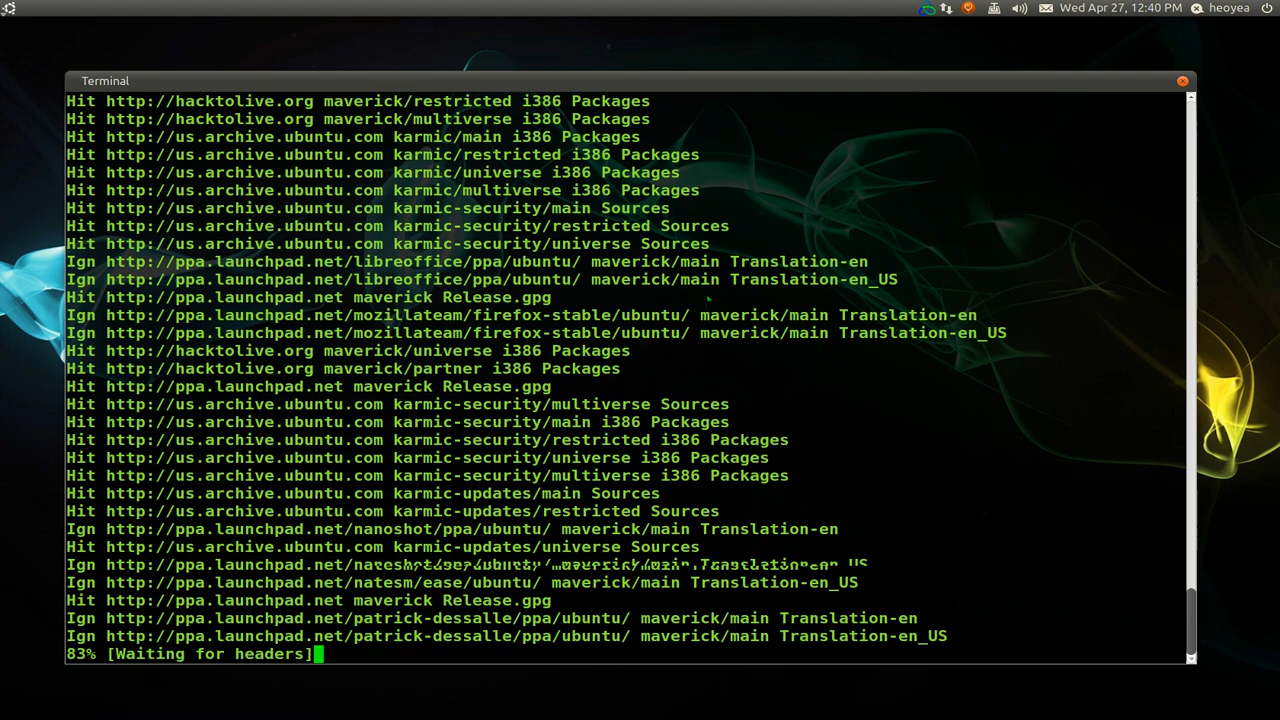 Wed Apr 27, 12:40 PM heoyea
Terminal
Hit http://hacktolive.org maverick/restricted i386 Packages
Hit http://hacktolive.org maverick/multiverse i386 Packages
Hit http://us.archive.ubuntu.com karmic/main i386 Packages
Hit http://us.archive.ubuntu.com karmic/restricted i386 Packages
Hit http://us.archive.ubuntu.com karmic/universe i386 Packages
Hit http://us.archive.ubuntu.com karmic/multiverse i386 Packages
Hit http://us.archive.ubuntu.com karmic-security/main Sources
Hit http://us.archive.ubuntu.com karmic-security/restricted Sources
Hit http://us.archive.ubuntu.com karmic-security/universe Sources
Ign http://ppa.launchpad.net/libreoffice/ppa/ubuntu/ maverick/main Translation-en
Ign http://ppa.launchpad.net/libreoffice/ppa/ubuntu/ maverick/main Translation-en_US
Hit http://ppa.launchpad.net maverick Release.gpg
Ign http://ppa.launchpad.net/mozillateam/firefox-stable/ubuntu/ maverick/main Translation-en
Ign http://ppa.launchpad.net/mozillateam/firefox-stable/ubuntu/ maverick/main Translation-en_US
Hit http://hacktolive.org maverick/universe i386 Packages
Hit http://hacktolive.org maverick/partner i386 Packages
Hit http://ppa.launchpad.net maverick Release.gpg
Hit http://us.archive.ubuntu.com karmic-security/multiverse Sources
Hit http://us.archive.ubuntu.com karmic-security/main i386 Packages
Hit http://us.archive.ubuntu.com karmic-security/restricted i386 Packages
Hit http://us.archive.ubuntu.com karmic-security/universe i386 Packages
Hit http://us.archive.ubuntu.com karmic-security/multiverse i386 Packages
Hit http://us.archive.ubuntu.com karmic-updates/main Sources
Hit http://us.archive.ubuntu.com karmic-updates/restricted Sources
Ign http://ppa.launchpad.net/nanoshot/ppa/ubuntu/ maverick/main Translation-en
Hit http://us.archive.ubuntu.com karmic-updates/universe Sources
Ign
Ign http://ppa.launchpad.net/natesm/ease/ubuntu/ maverick/main Translation-en_US
Hit http://ppa.launchpad.net maverick Release.gpg
Ign http://ppa.launchpad.net/patrick-dessalle/ppa/ubuntu/ maverick/main Translation-en
Ign http://ppa.launchpad.net/patrick-dessalle/ppa/ubuntu/ maverick/main Translation-en_US
83% [Waiting for headers]